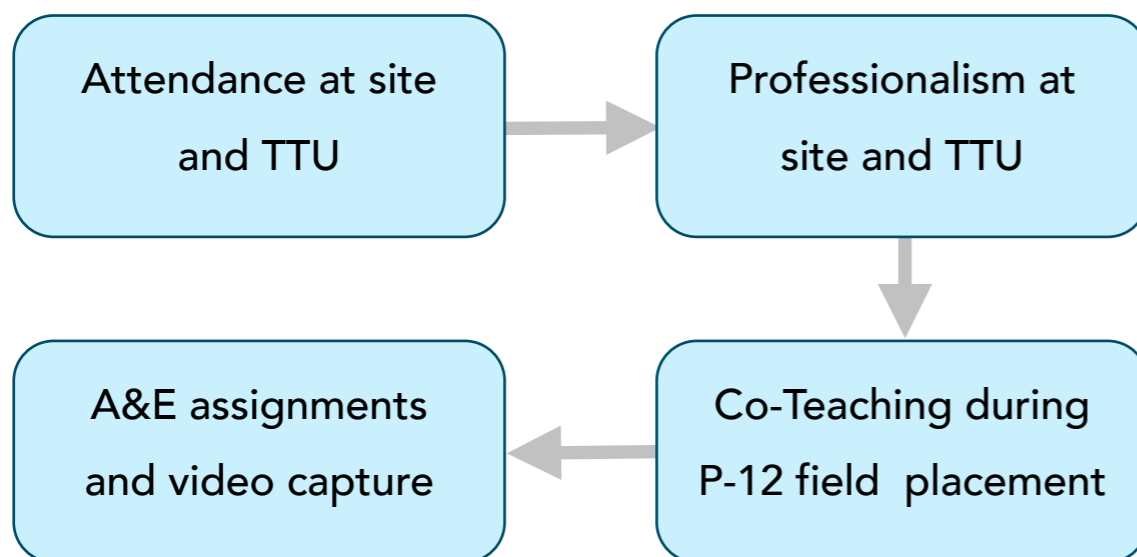 Attendance at site
and TTU
Professionalism at
site and TTU
Co-Teaching during
P-12 field  placement
A&E assignments
and video capture